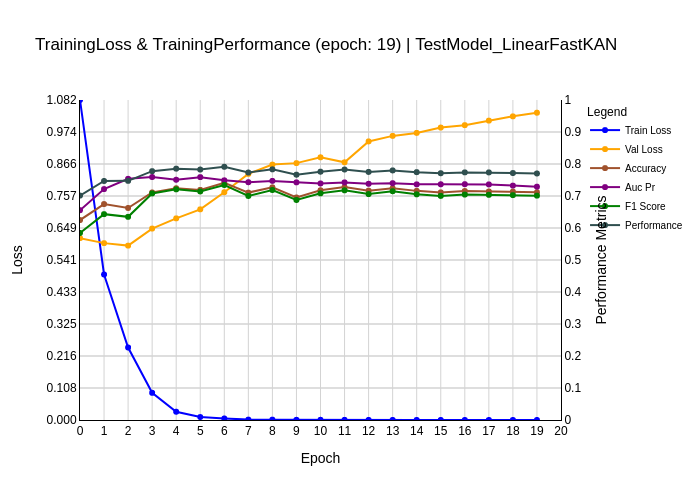 TrainingLoss & TrainingPerformance (epoch: 19) | TestModel_LinearFastKAN
1.082
0.974
0.866
0.757
0.649
0.541
0.433
0.325
0.216
0.108
0.000
Loss
1
0.9
0.8
0.7
0.6
0.5
0.4
0.3
0.2
0.1
0
Performance Metrics
Legend
Train Loss
Val Loss
Accuracy
Auc Pr
F1 Score
Performance
0 1 2 3 4 5 6 7 8 9 10 11 12 13 14 15 16 17 18 19 20
Epoch